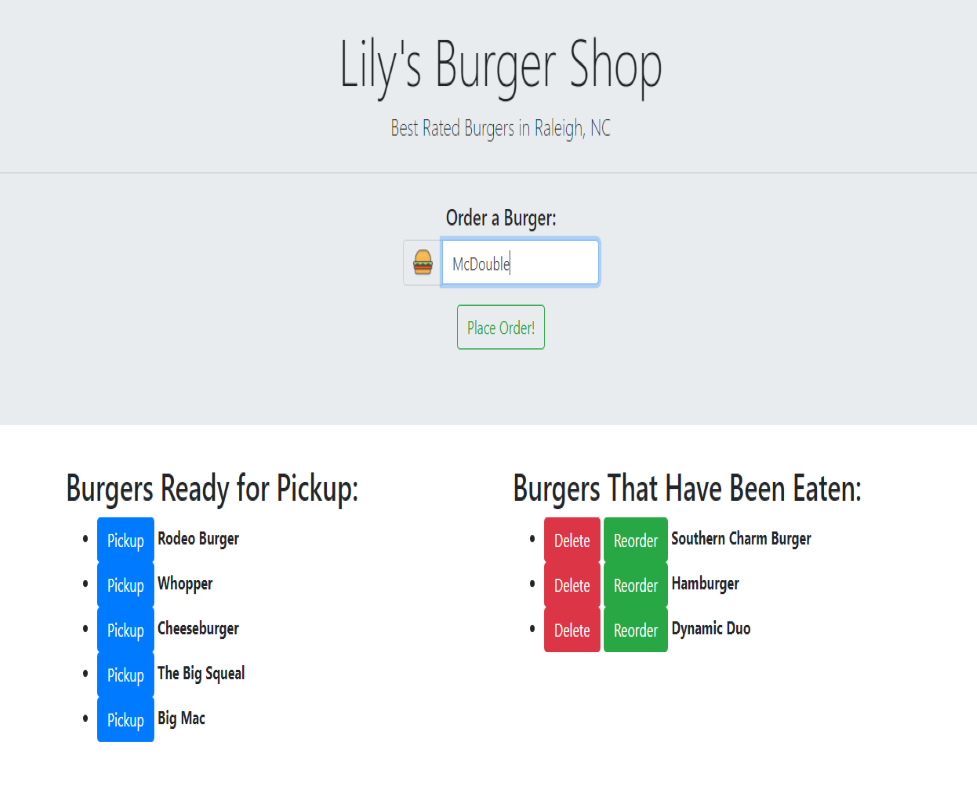 Lily's Burger Shop
Best Rated Burgers in Raleigh, NC
Order a Burger:
McDouble
Place Order!
Burgers Ready for Pickup:
Pickup Rodeo Burger
Pickup Whopper
Pickup Cheeseburger
Pickup The Big Squeal
Pickup Big Mac
Burgers That Have Been Eaten:
Delete Reorder Southern Charm Burger
Delete Reorder Hamburger
Delete Reorder Dynamic Duo